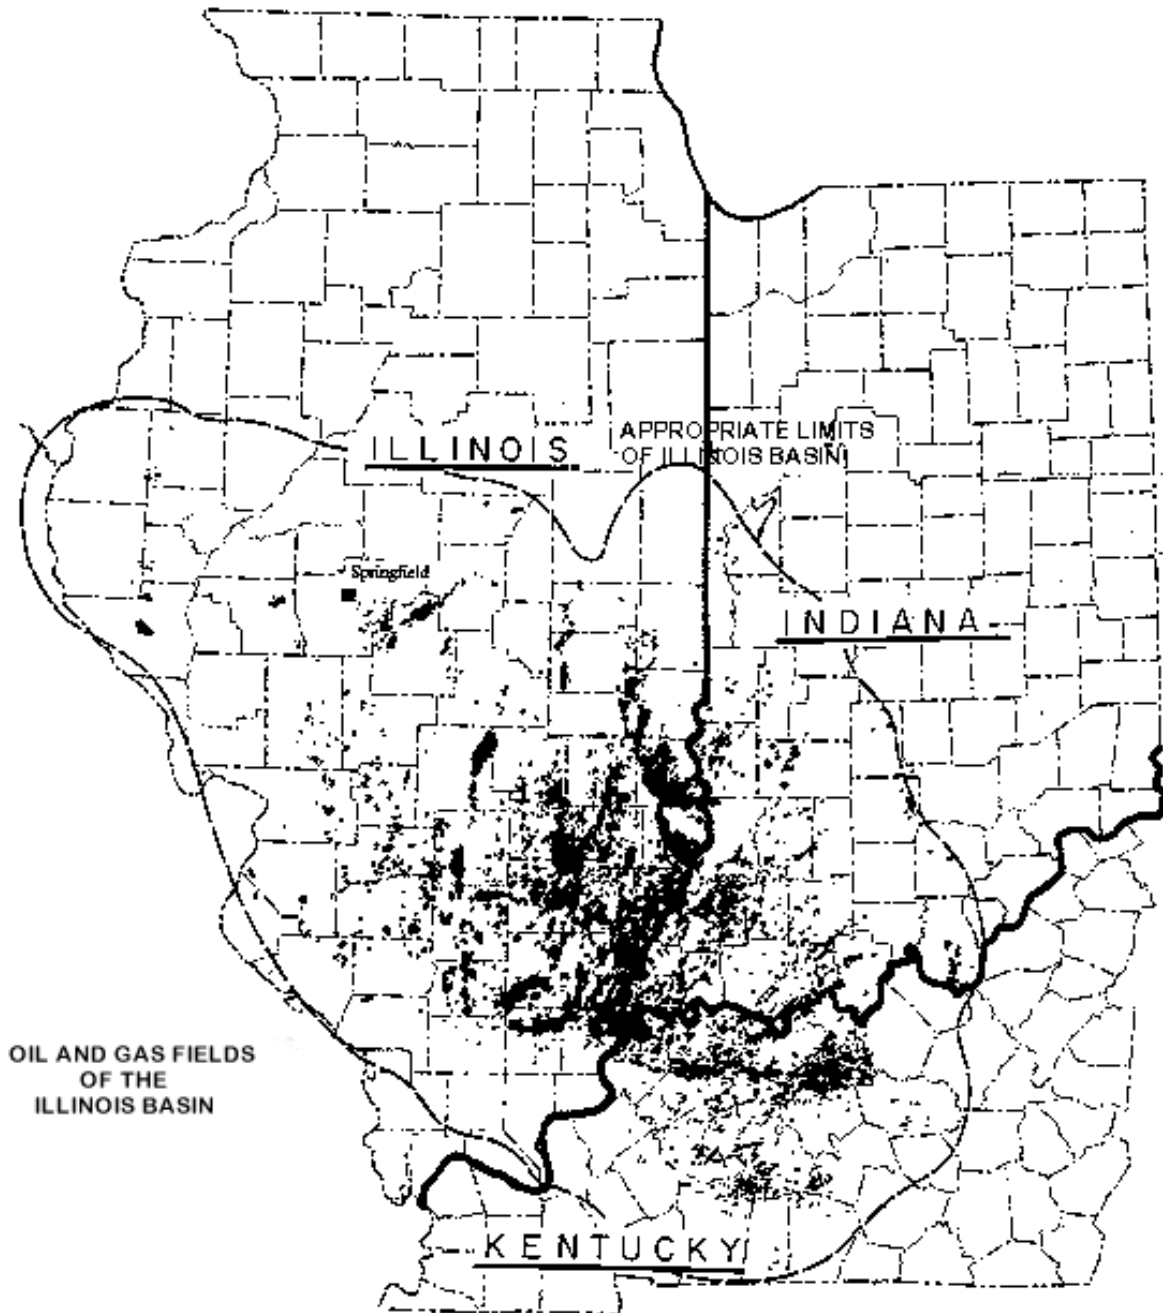 ILLINOIS
APPROPRIATE LIMITS
OF ILLINOIS BASIN
Springfield
INDIANA
OIL AND GAS FIELDS
OF THE
ILLINOIS BASIN
KENTUCKY